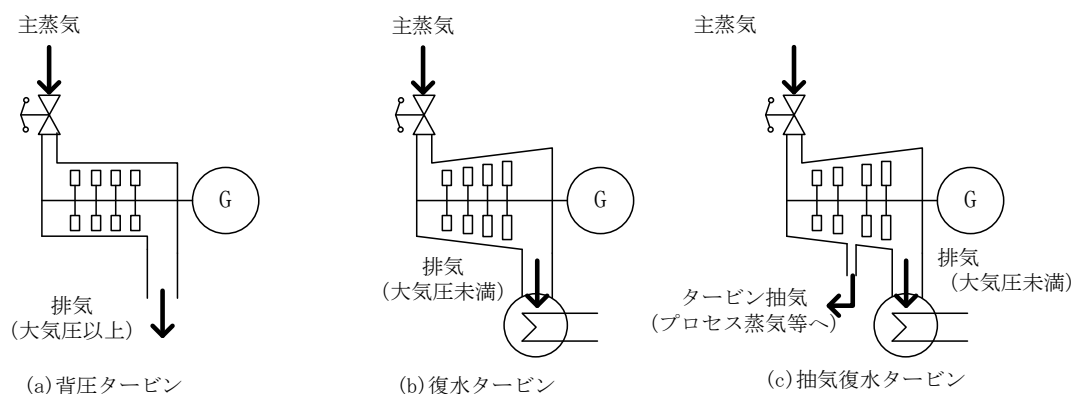 主蒸気
主蒸気
主蒸気
G
G
G
排気
(大気圧以上)
排気
(大気圧未満)
タービン抽気
(プロセス蒸気等へ)
排気
(大気圧未満)
(a)背圧タービン
(b)復水タービン
(c)抽気復水タービン